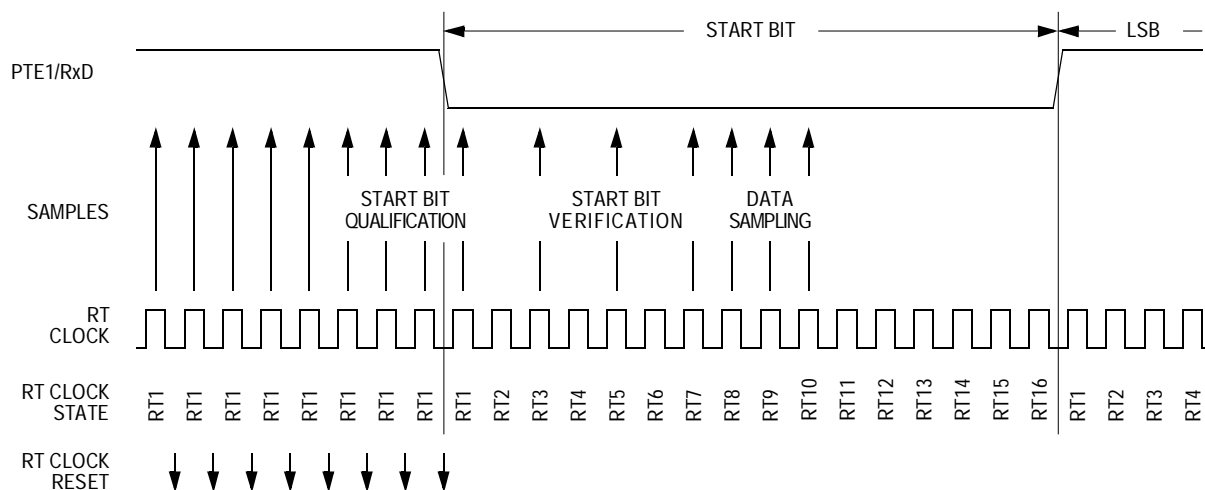 START BIT
LSB
PTE1/RxD
SAMPLES
START BIT
QUALIFICATION
START BIT
VERIFICATION
DATA
SAMPLING
RT
CLOCK
RT CLOCK
STATE
RT1 RT1 RT1 RT1 RT1 RT1 RT1 RT1 RT1 RT2 RT3 RT4 RT5 RT6 RT7 RT8 RT9 RT10 RT11 RT12 RT13 RT14 RT15 RT16 RT1 RT2 RT3 RT4
RT CLOCK
RESET